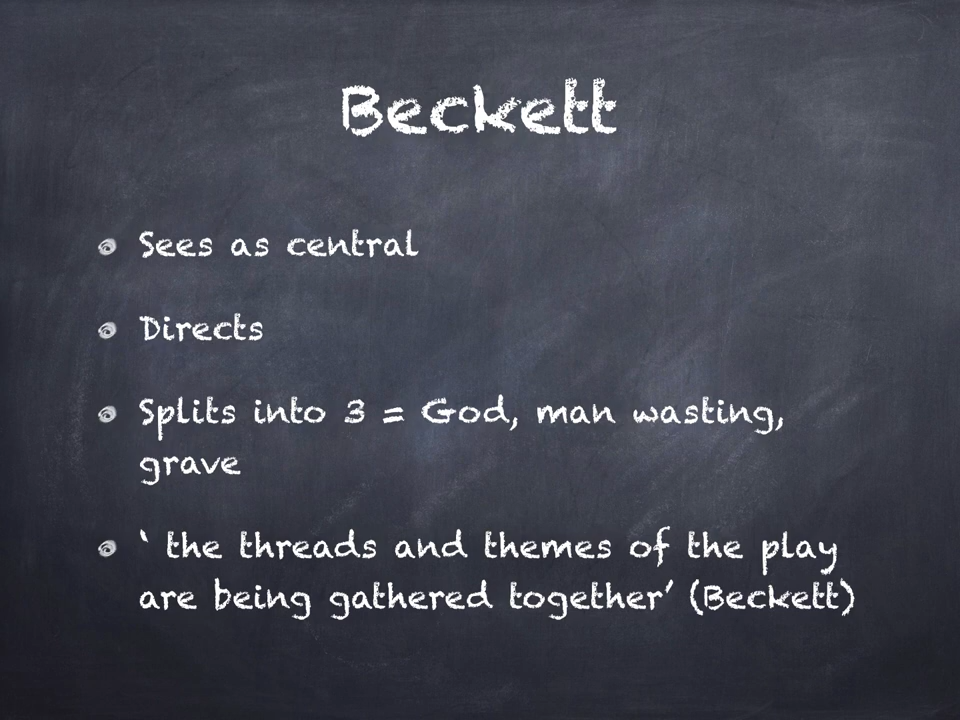 Beckett
Sees as central
Directs
Splits into 3 = God, man wasting,
grave
‘ the threads and themes of the play
are being gathered together’ (Beckett)